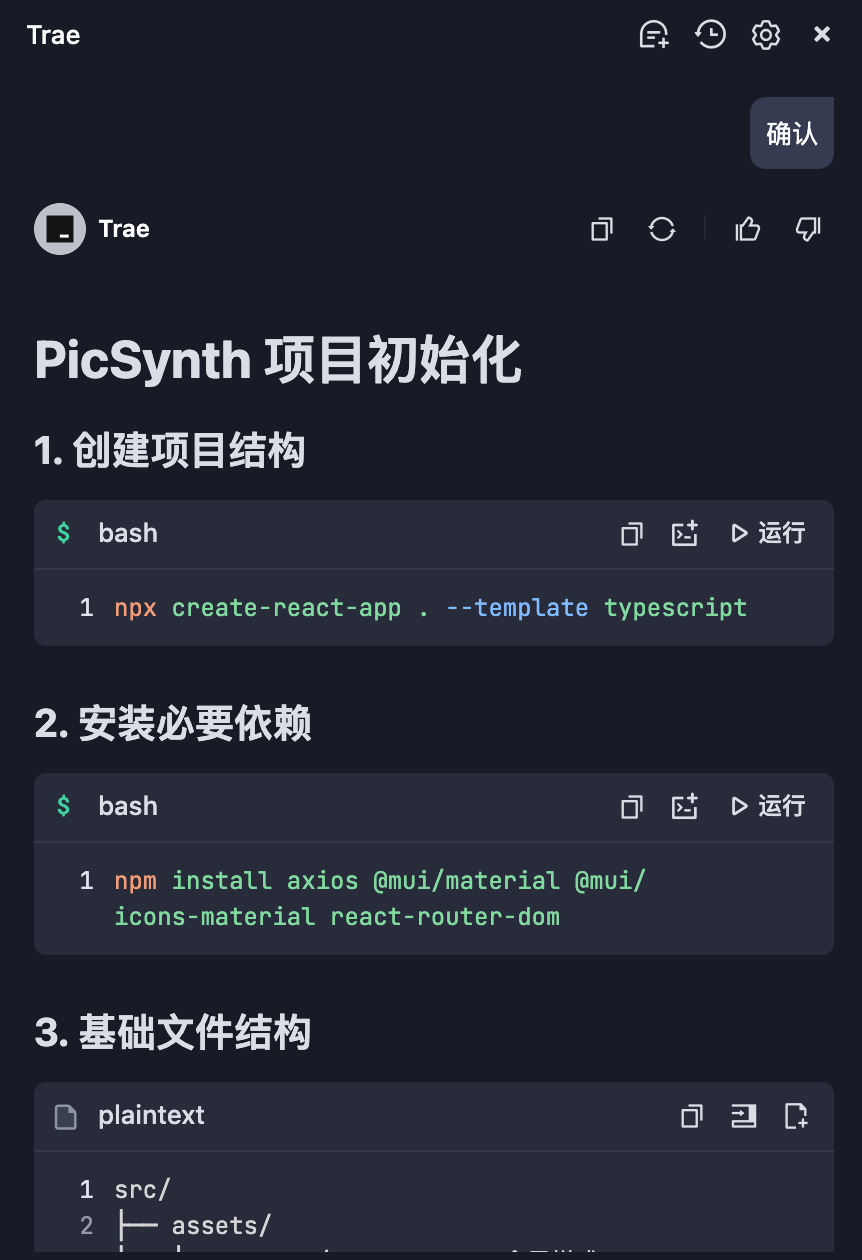 Trae
确认
Trae
PicSynth 项目初始化
1. 创建项目结构
$ bash
运行
1 npx create-react-app . --template typescript
2. 安装必要依赖
$ bash
运行
1 npm install axios @mui/material @mui/
icons-material react-router-dom
3. 基础文件结构
plaintext
1 src/
2 ├── assets/